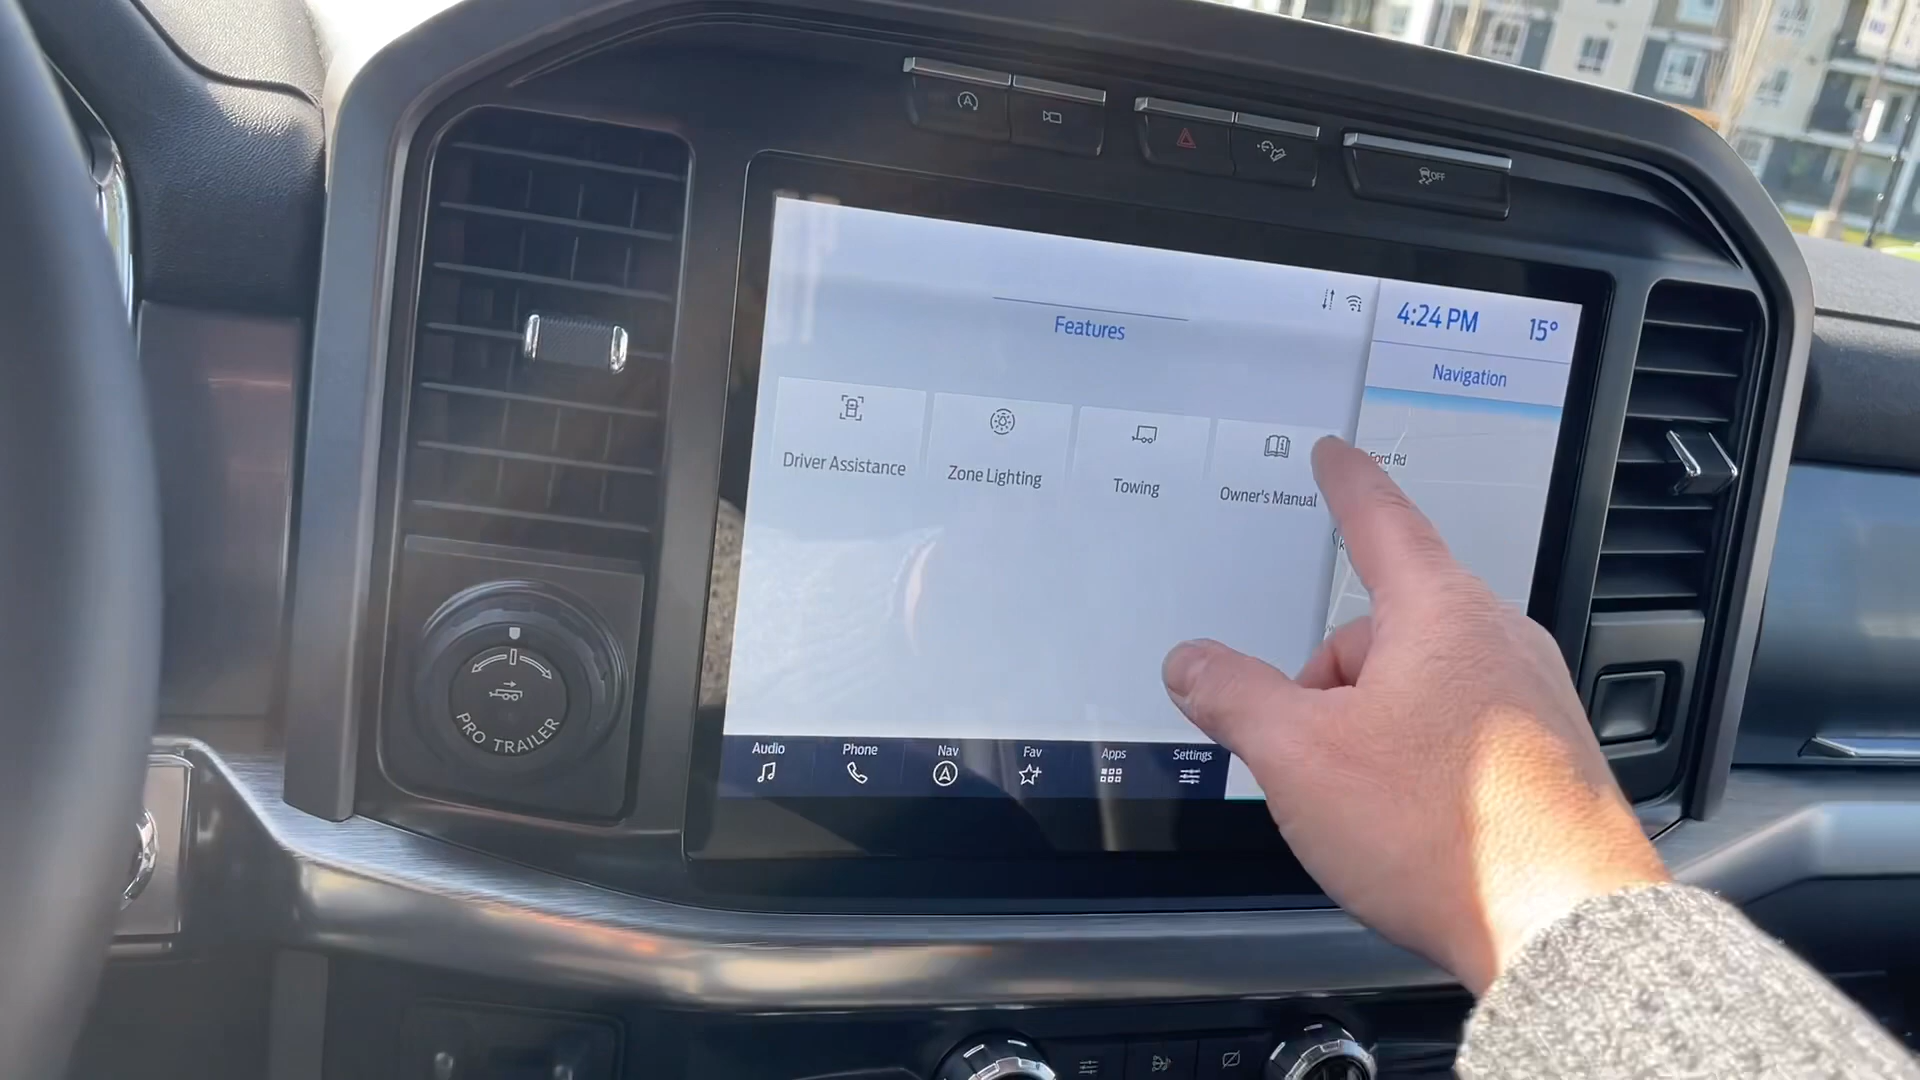 OFF
4:24 PM 15°
Features
Navigation
Ford Rd
Driver Assistance
Zone Lighting
Towing
Owner's Manual
PRO TRAILER
Audio
Phone
Nav
Fav
Apps
Settings